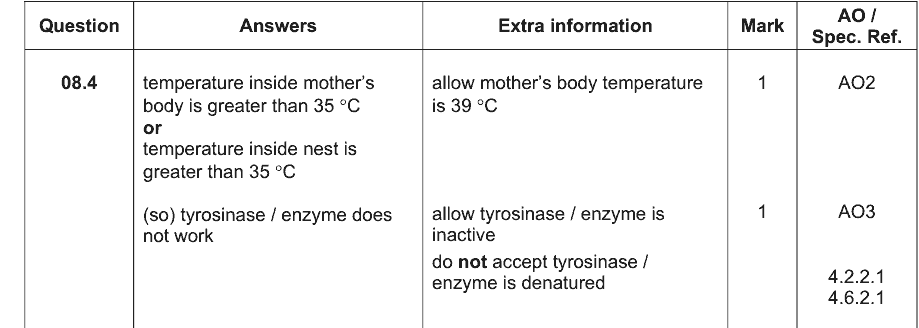 Question Answers Extra information Mark AO / Spec. Ref.
08.4 temperature inside mother's allow mother's body temperature 1 AO2
body is greater than 35 °C is 39 °C
or
temperature inside nest is
greater than 35 °C
(so) tyrosinase / enzyme does allow tyrosinase / enzyme is 1 AO3
not work inactive
do not accept tyrosinase /
enzyme is denatured 4.2.2.1
4.6.2.1